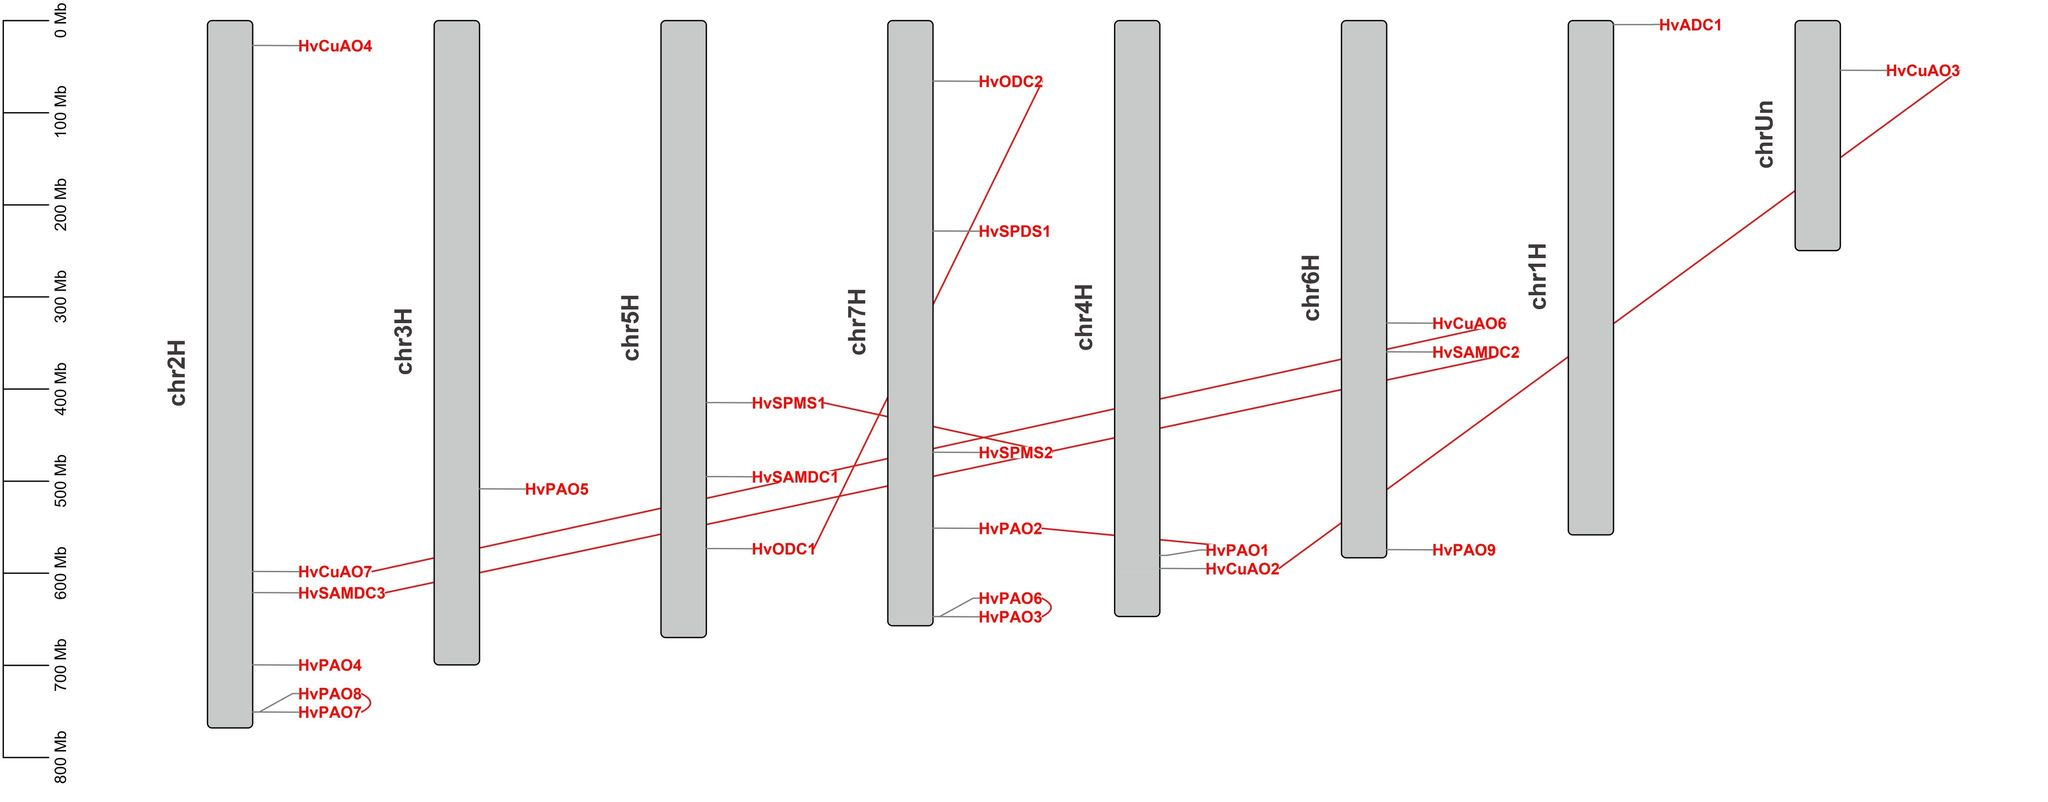 0 Mb
100 Mb
200 Mb
300 Mb
400 Mb
500 Mb
600 Mb
700 Mb
800 Mb
chr2H
HvCuAO4
HvCuAO7
HvSAMDC3
HvPAO4
HvPAO8
HvPAO7
chr3H
HvPAO5
chr5H
HvSPMS1
HvSAMDC1
HvODC1
chr7H
HvODC2
HvSPDS1
HvSPMS2
HvPAO2
HvPAO6
HvPAO3
chr4H
HvPAO1
HvCuAO2
chr6H
HvCuAO6
HvSAMDC2
HvPAO9
chr1H
HvADC1
chrUn
HvCuAO3